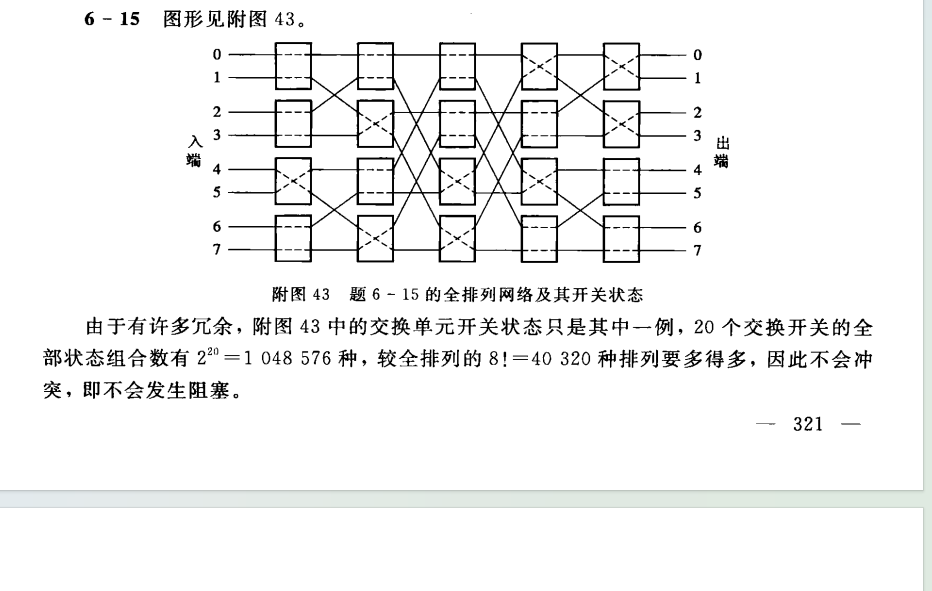 6-15 图形见附图 43。
0 0
1 1
2 2
入端 3 3 出端
4 4
5 5
6 6
7 7
附图 43 题 6-15 的全排列网络及其开关状态
由于有许多冗余，附图 43 中的交换单元开关状态只是其中一例，20 个交换开关的全
部状态组合数有 2²⁰＝1 048 576 种，较全排列的 8!＝40 320 种排列要多得多，因此不会冲
突，即不会发生阻塞。
— 321 —